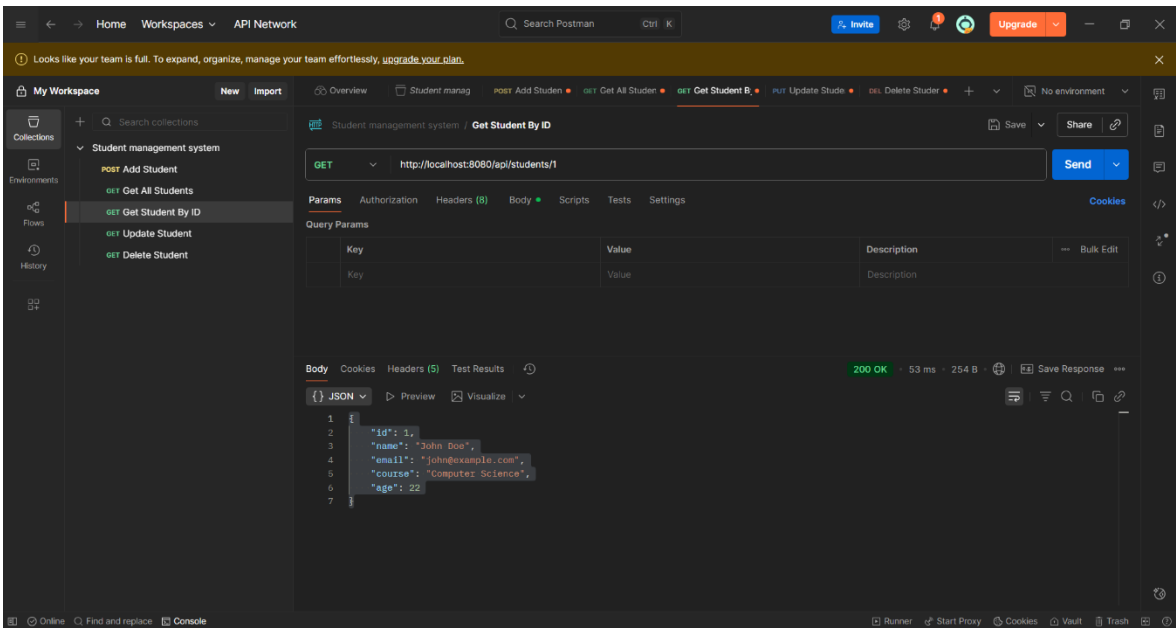 Home Workspaces API Network Search Postman Ctrl K Invite 1 Upgrade
Looks like your team is full. To expand, organize, manage your team effortlessly, upgrade your plan.
My Workspace New Import Overview Student manag POST Add Studen GET Get All Studen GET Get Student B PUT Update Stude DEL Delete Studer No environment
Collections
Environments
Flows
History
Search collections
Student management system
POST Add Student
GET Get All Students
GET Get Student By ID
GET Update Student
GET Delete Student
Student management system / Get Student By ID Save Share
GET http://localhost:8080/api/students/1 Send
Params Authorization Headers (8) Body Scripts Tests Settings Cookies
Query Params
Key Value Description Bulk Edit
Key Value Description
Body Cookies Headers (5) Test Results 200 OK 53 ms 254 B Save Response
{} JSON Preview Visualize
1 {
2 "id": 1,
3 "name": "John Doe",
4 "email": "john@example.com",
5 "course": "Computer Science",
6 "age": 22
7 }
Online Find and replace Console Runner Start Proxy Cookies Vault Trash